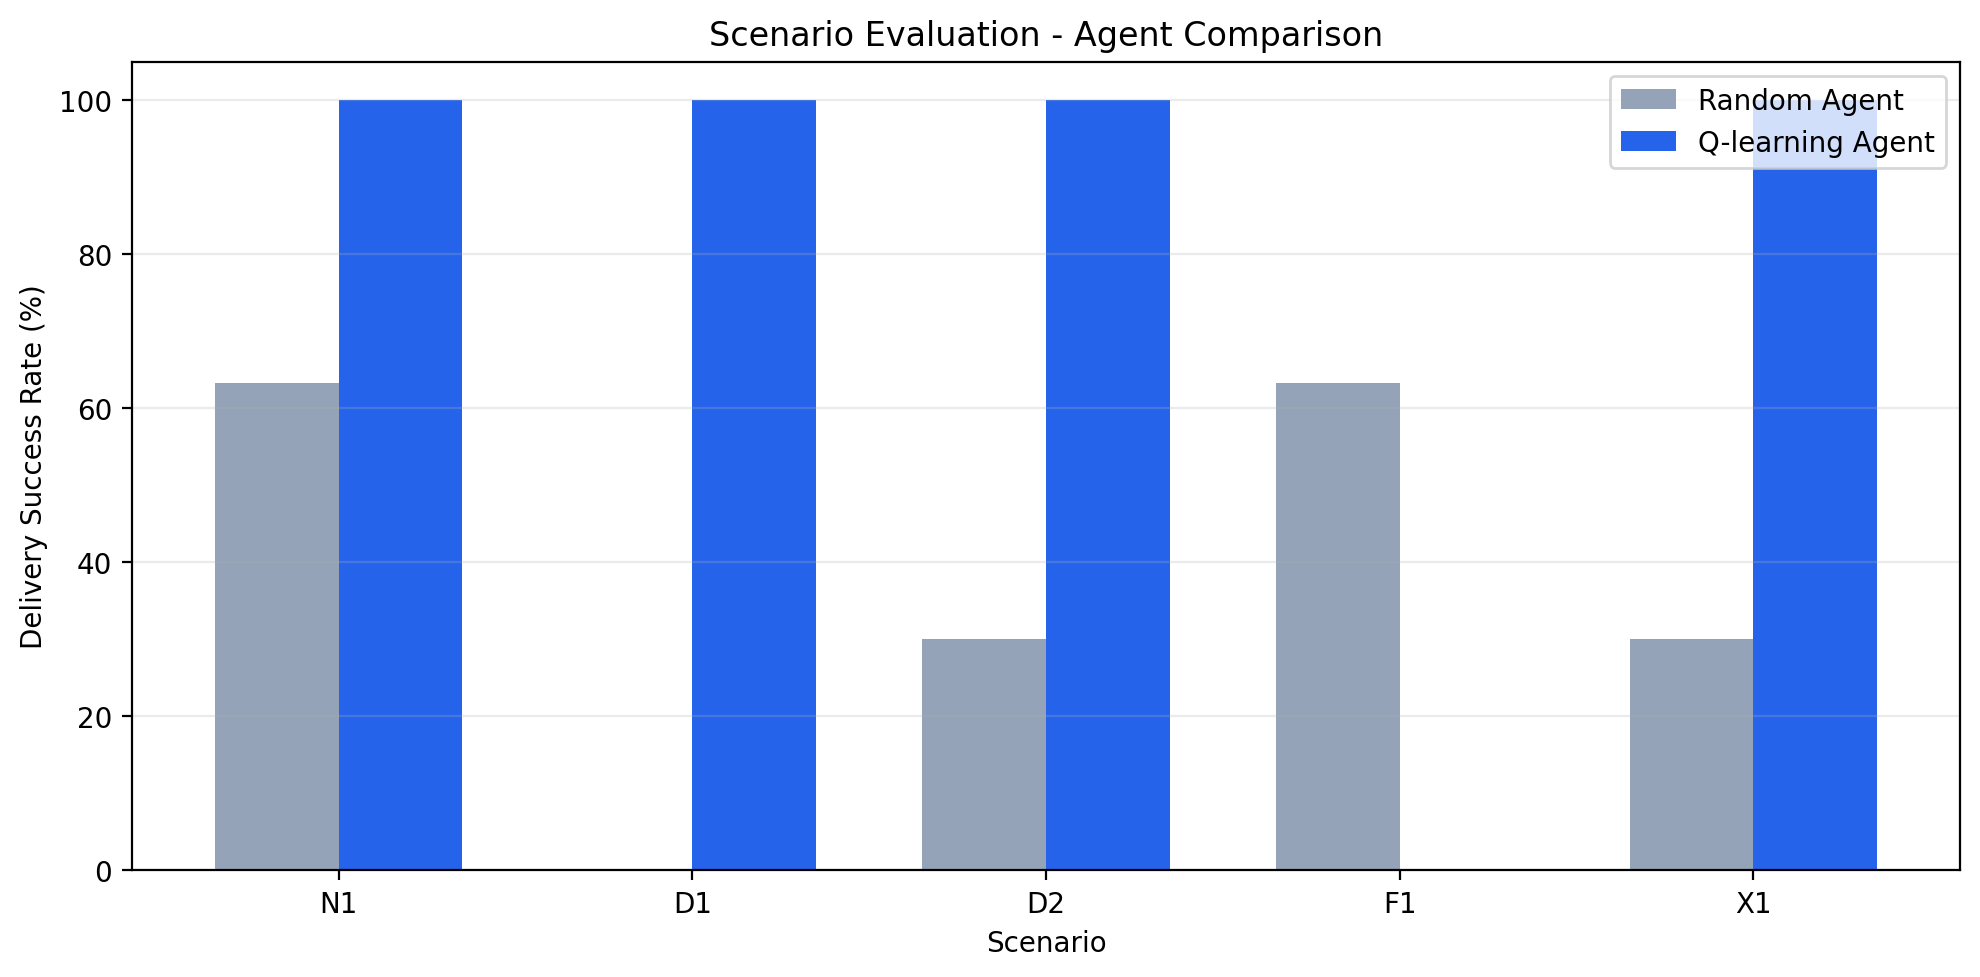 Scenario Evaluation - Agent Comparison
Random Agent
Q-learning Agent
Delivery Success Rate (%)
100
80
60
40
20
0
N1 D1 D2 F1 X1
Scenario